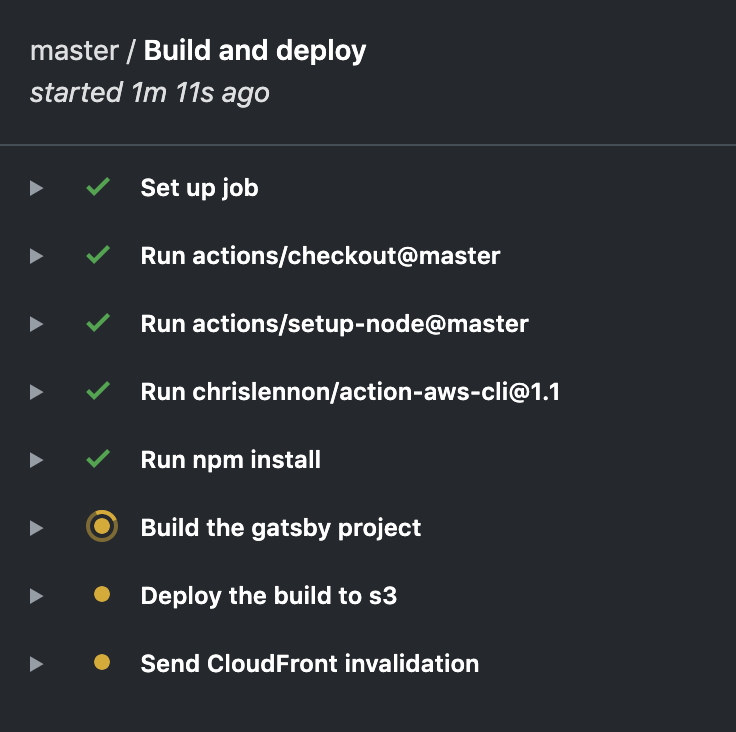 master / Build and deploy
started 1m 11s ago
Set up job
Run actions/checkout@master
Run actions/setup-node@master
Run chrislennon/action-aws-cli@1.1
Run npm install
Build the gatsby project
Deploy the build to s3
Send CloudFront invalidation